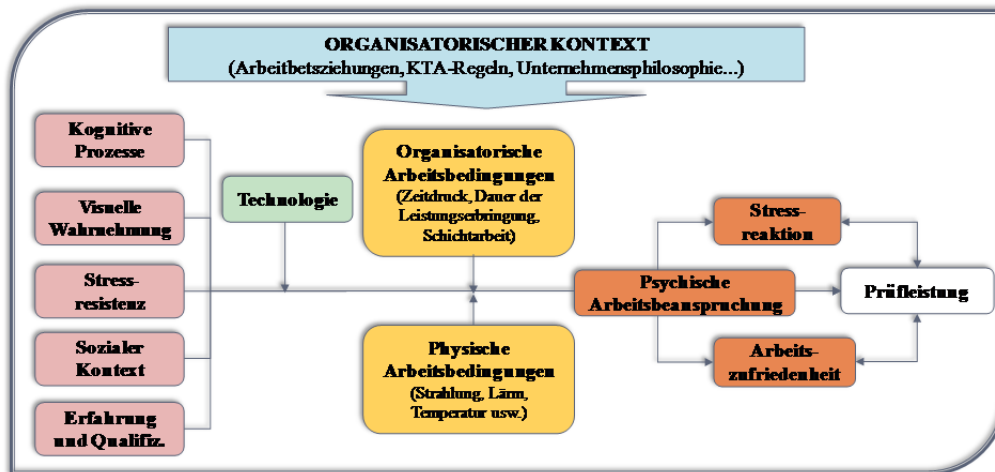 ORGANISATORISCHER KONTEXT
(Arbeitbetsziehungen, KTA-Regeln, Unternehmensphilosophie...)
Kognitive
Prozesse
Visuelle
Wahrnehmung
Stress-
resistenz
Sozialer
Kontext
Erfahrung
und Qualifiz.
Technologie
Organisatorische
Arbeitsbedingungen
(Zeitdruck, Dauer der
Leistungserbringung,
Schichtarbeit)
Physische
Arbeitsbedingungen
(Strahlung, Lärm,
Temperatur usw.)
Psychische
Arbeitsbeanspruchung
Stress-
reaktion
Arbeits-
zufriedenheit
Prüfleistung